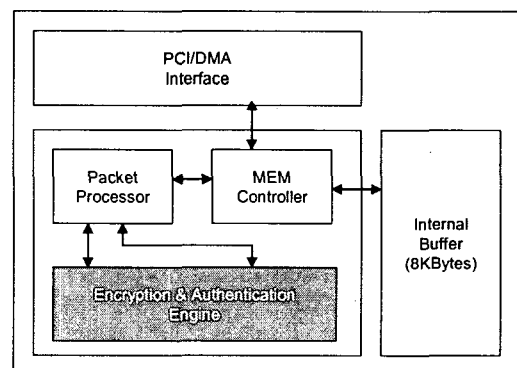 PCI/DMA
Interface
Packet
Processor
MEM
Controller
Internal
Buffer
(8KBytes)
Encryption & Authentication
Engine